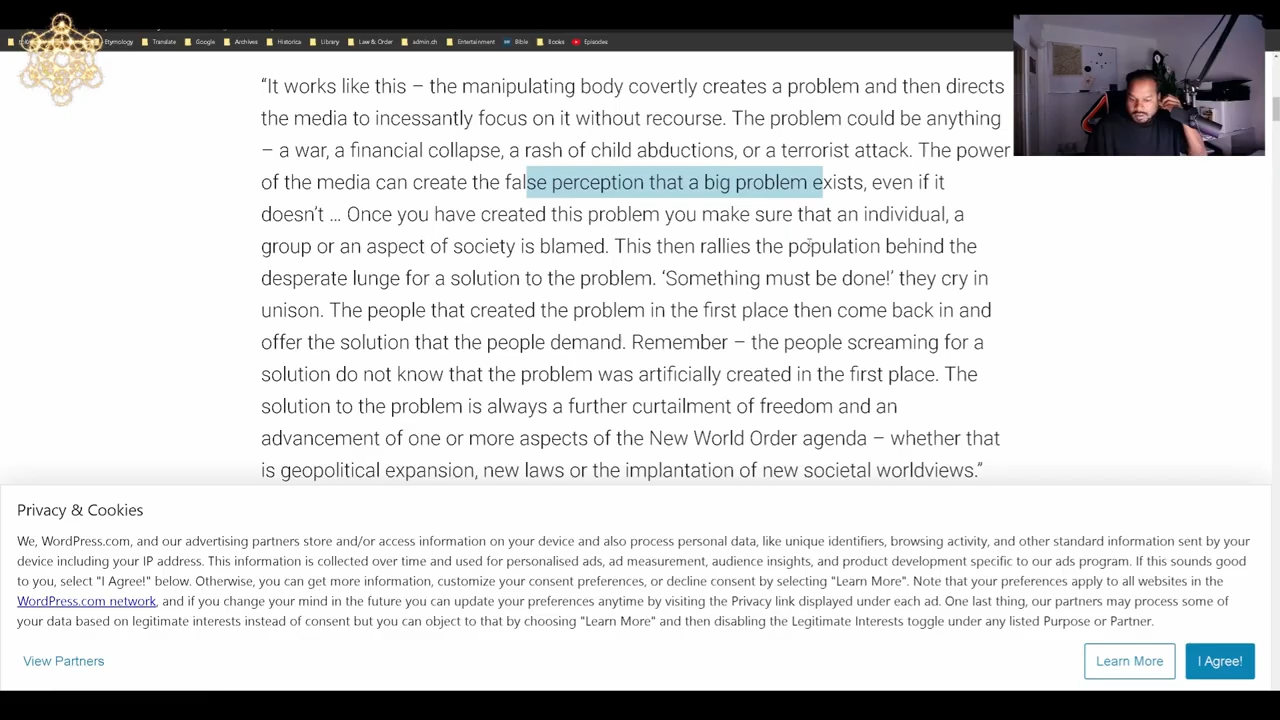 Etymology Translate Google Archives Historica Library Law & Order admin.ch Entertainment Bible Books Episodes
“It works like this – the manipulating body covertly creates a problem and then directs
the media to incessantly focus on it without recourse. The problem could be anything
– a war, a financial collapse, a rash of child abductions, or a terrorist attack. The power
of the media can create the false perception that a big problem exists, even if it
doesn’t … Once you have created this problem you make sure that an individual, a
group or an aspect of society is blamed. This then rallies the population behind the
desperate lunge for a solution to the problem. ‘Something must be done!’ they cry in
unison. The people that created the problem in the first place then come back in and
offer the solution that the people demand. Remember – the people screaming for a
solution do not know that the problem was artificially created in the first place. The
solution to the problem is always a further curtailment of freedom and an
advancement of one or more aspects of the New World Order agenda – whether that
is geopolitical expansion, new laws or the implantation of new societal worldviews.”
Privacy & Cookies
We, WordPress.com, and our advertising partners store and/or access information on your device and also process personal data, like unique identifiers, browsing activity, and other standard information sent by your
device including your IP address. This information is collected over time and used for personalised ads, ad measurement, audience insights, and product development specific to our ads program. If this sounds good
to you, select "I Agree!" below. Otherwise, you can get more information, customize your consent preferences, or decline consent by selecting "Learn More". Note that your preferences apply to all websites in the
WordPress.com network, and if you change your mind in the future you can update your preferences anytime by visiting the Privacy link displayed under each ad. One last thing, our partners may process some of
your data based on legitimate interests instead of consent but you can object to that by choosing "Learn More" and then disabling the Legitimate Interests toggle under any listed Purpose or Partner.
View Partners
Learn More
I Agree!